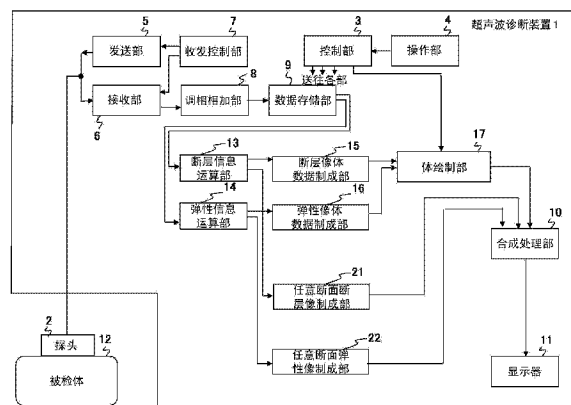 超声波诊断装置1
5
7
3
4
发送部
收发控制部
控制部
操作部
8
9
送往各部
接收部
调相相加部
数据存储部
6
13
15
17
断层信息
运算部
断层像体
数据制成部
体绘制部
14
16
弹性信息
运算部
弹性像体
数据制成部
10
合成处理部
21
任意断面断
层像制成部
2
12
22
11
探头
任意断面弹
性像制成部
被检体
显示器